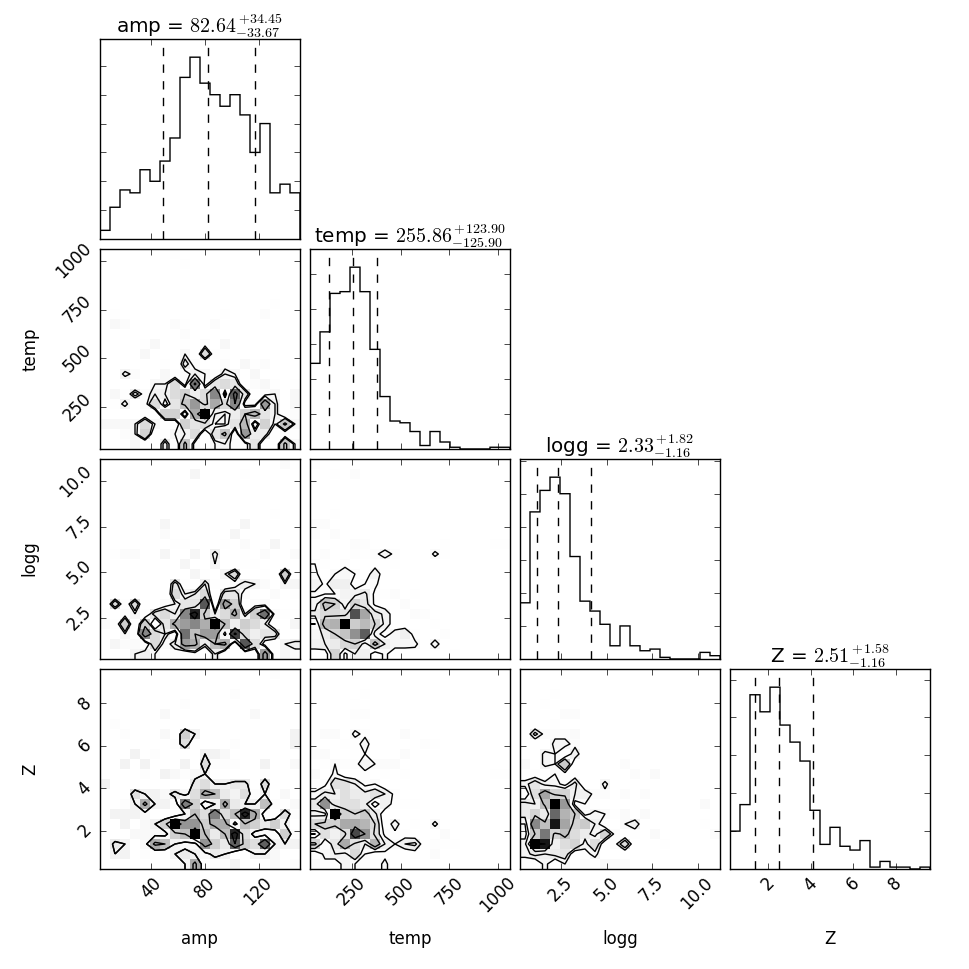 amp = 82.64+34.45−33.67
temp = 255.86+123.90−125.90
temp
1000
750
500
250
logg = 2.33+1.82−1.16
logg
10.0
7.5
5.0
2.5
Z = 2.51+1.58−1.16
Z
8
6
4
2
40 80 120 250 500 750 1000 2.5 5.0 7.5 10.0 2 4 6 8
amp temp logg Z